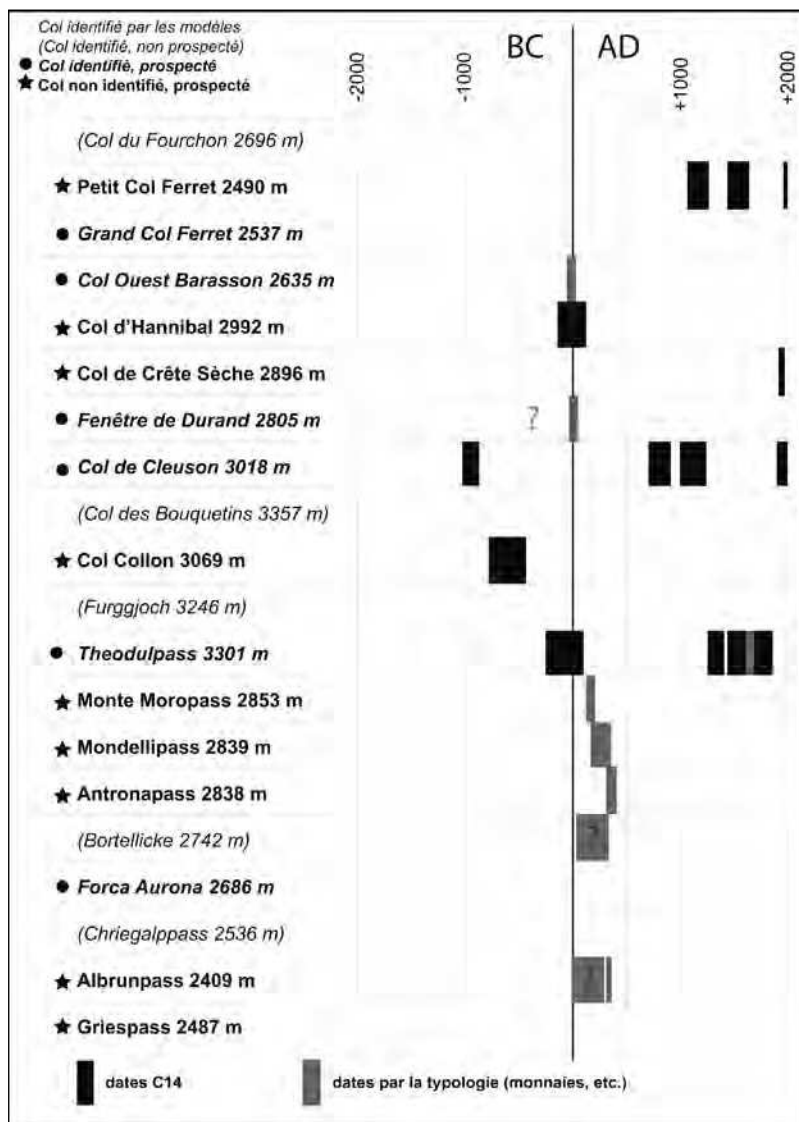 Col identifié par les modèles
(Col identifié, non prospecté)
● Col identifié, prospecté
★ Col non identifié, prospecté
BC AD
-2000
-1000
+1000
+2000
(Col du Fourchon 2696 m)
★ Petit Col Ferret 2490 m
● Grand Col Ferret 2537 m
● Col Ouest Barasson 2635 m
★ Col d'Hannibal 2992 m
★ Col de Crête Sèche 2896 m
● Fenêtre de Durand 2805 m ?
● Col de Cleuson 3018 m
(Col des Bouquetins 3357 m)
★ Col Collon 3069 m
(Furggjoch 3246 m)
● Theodulpass 3301 m
★ Monte Moropass 2853 m
★ Mondellipass 2839 m
★ Antronapass 2838 m
(Bortellicke 2742 m) ?
● Forca Aurona 2686 m
(Chriegalppass 2536 m)
★ Albrunpass 2409 m
★ Griespass 2487 m
dates C14
dates par la typologie (monnaies, etc.)